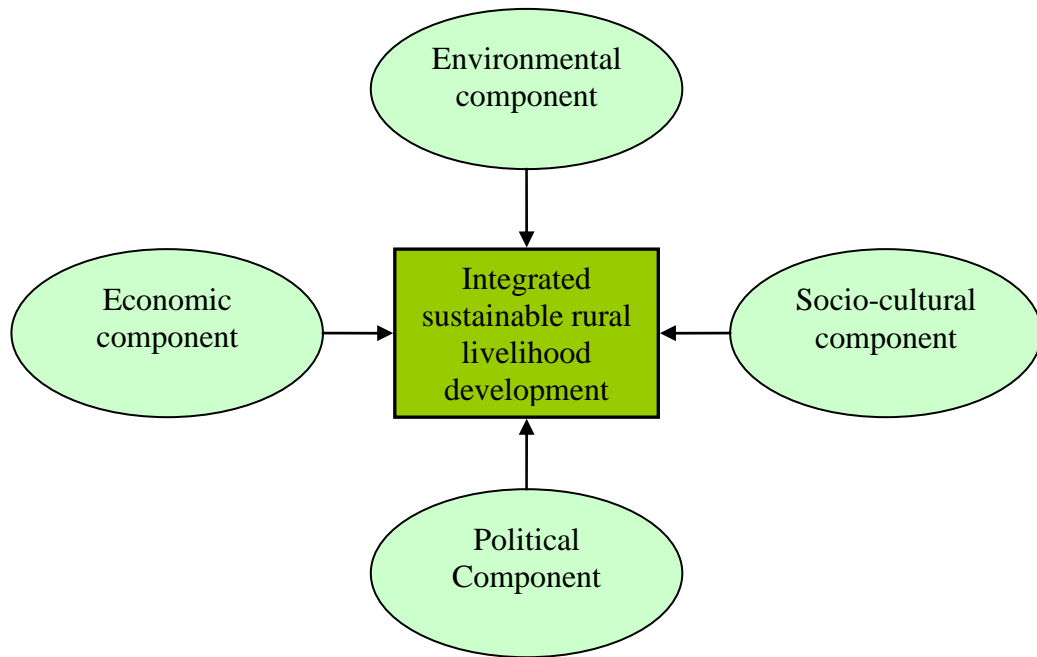 Environmental
component
Economic
component
Integrated
sustainable rural
livelihood
development
Socio-cultural
component
Political
Component